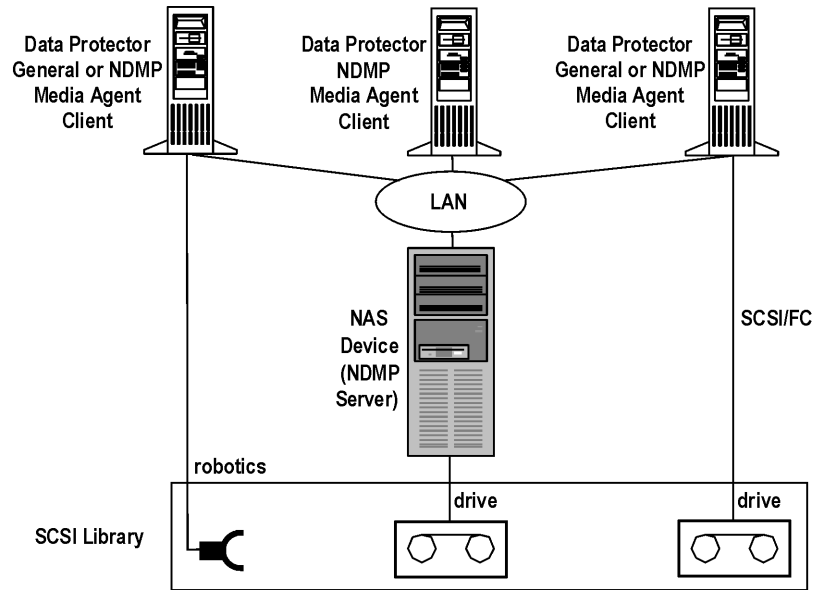 Data Protector
General or NDMP
Media Agent
Client
Data Protector
NDMP
Media Agent
Client
Data Protector
General or NDMP
Media Agent
Client
LAN
NAS
Device
(NDMP
Server)
SCSI/FC
robotics
drive
drive
SCSI Library